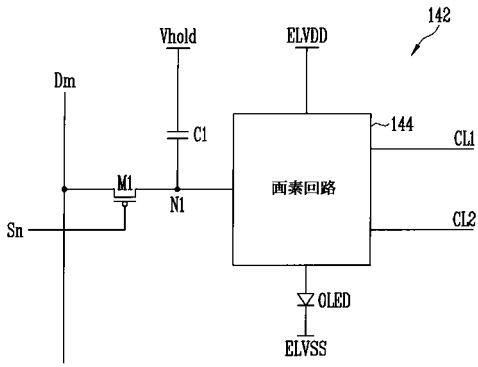 142
Vhold
ELVDD
Dm
C1
144
CL1
M1
N1
画素回路
Sn
CL2
OLED
ELVSS